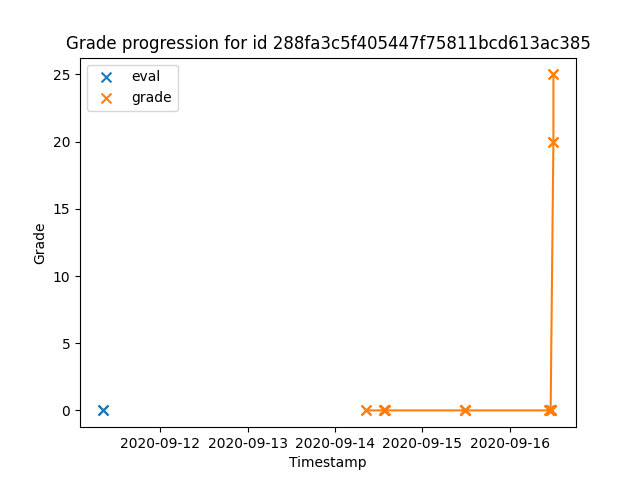 Grade progression for id 288fa3c5f405447f75811bcd613ac385
eval
grade
25
20
15
10
5
0
Grade
2020-09-12
2020-09-13
2020-09-14
2020-09-15
2020-09-16
Timestamp